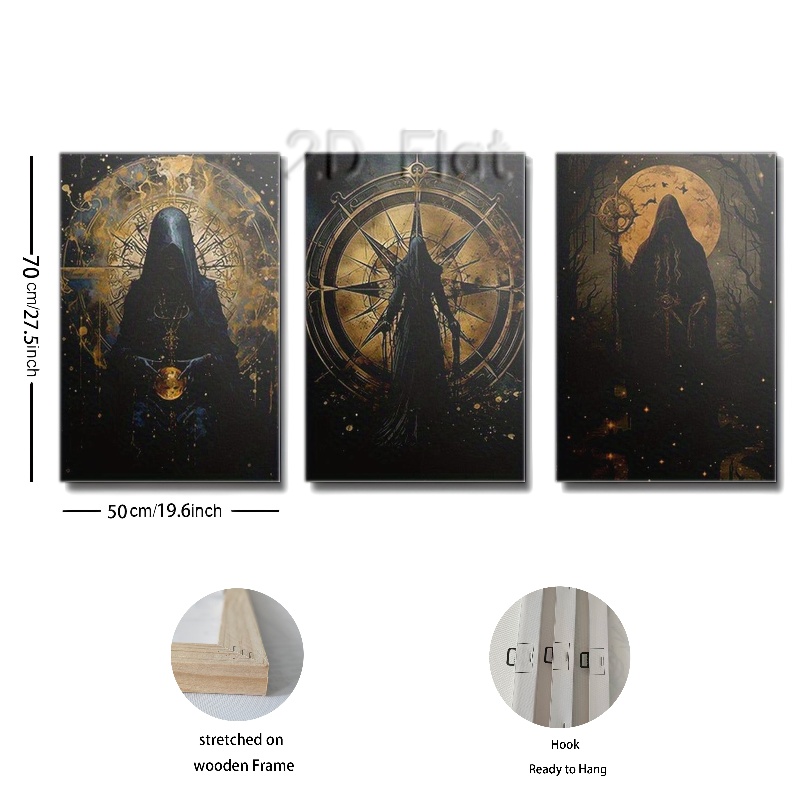 2D Flat
70 cm/27.5inch
50cm/19.6inch
stretched on
wooden Frame
Hook
Ready to Hang